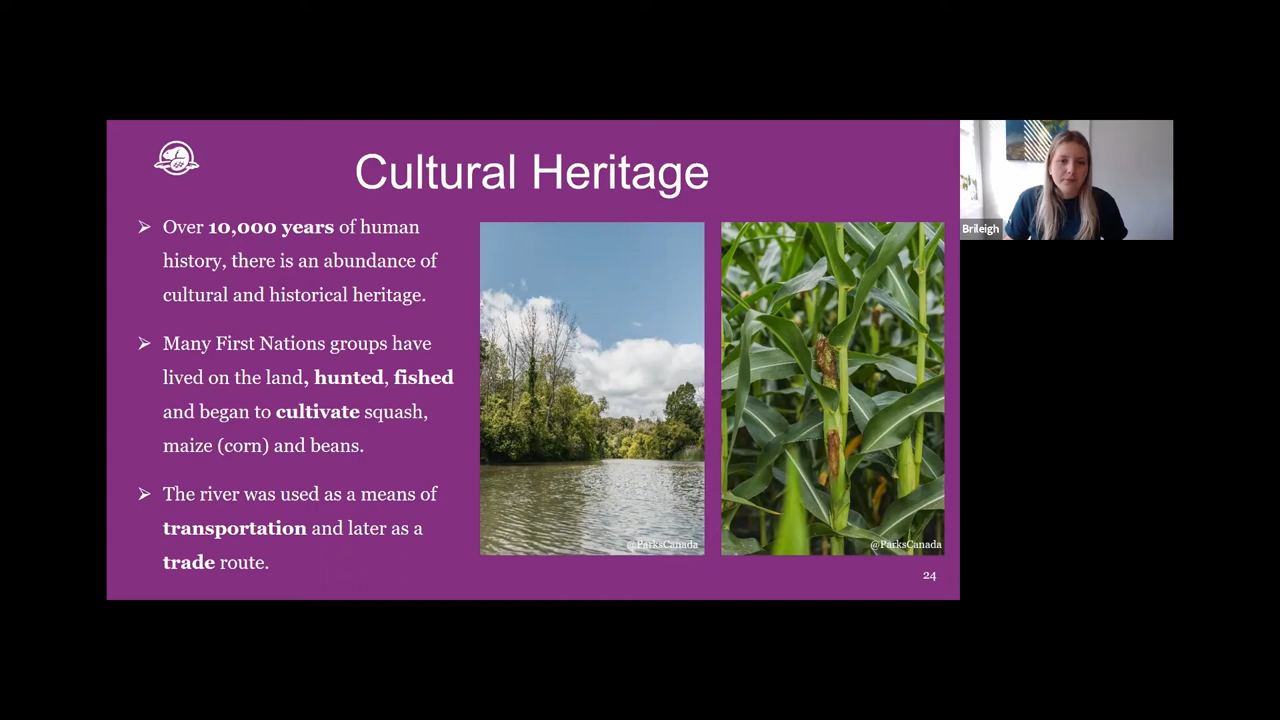 Cultural Heritage
Over 10,000 years of human
history, there is an abundance of
cultural and historical heritage.
Many First Nations groups have
lived on the land, hunted, fished
and began to cultivate squash,
maize (corn) and beans.
The river was used as a means of
transportation and later as a
trade route.
@ParksCanada
@ParksCanada
24
Brileigh